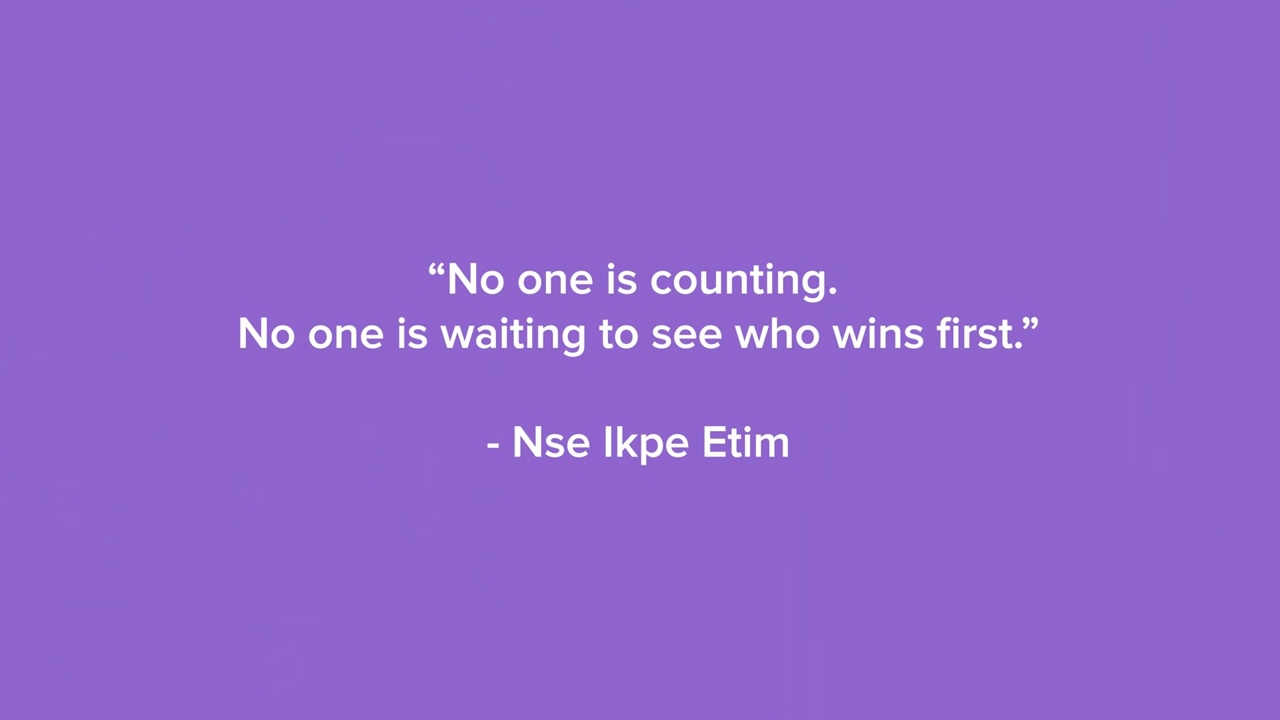 “No one is counting.
No one is waiting to see who wins first.”
- Nse Ikpe Etim